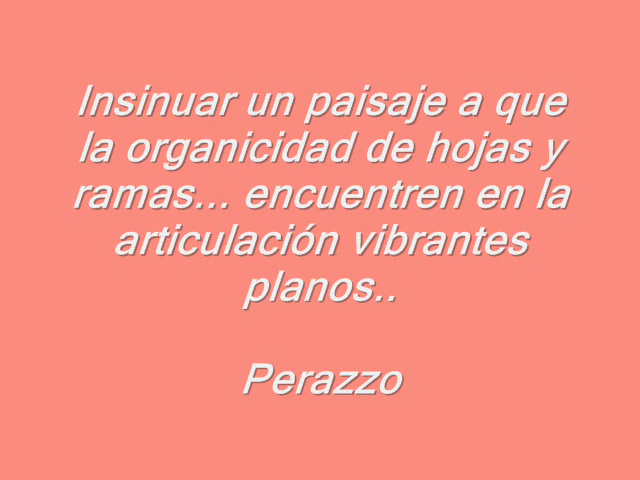 Insinuar un paisaje a que
la organicidad de hojas y
ramas... encuentren en la
articulación vibrantes
planos..
Perazzo